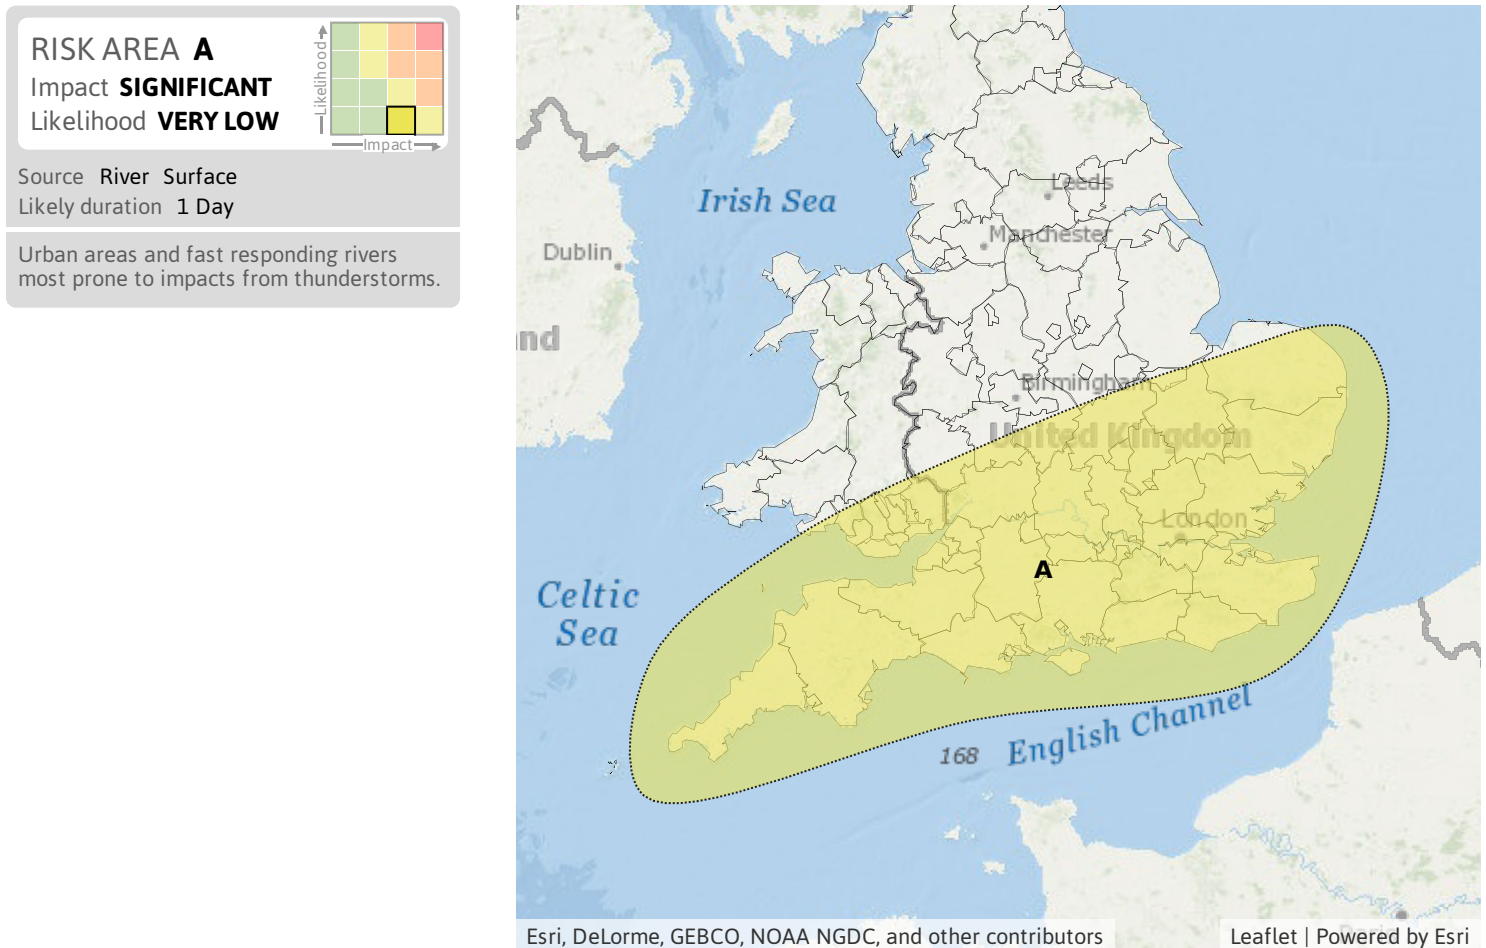 RISK AREA A
Impact SIGNIFICANT
Likelihood VERY LOW
Likelihood
Impact
Source River Surface
Likely duration 1 Day
Urban areas and fast responding rivers
most prone to impacts from thunderstorms.
Leeds
Irish Sea
Manchester
Dublin
nd
Birmingham
United Kingdom
London
A
Celtic
Sea
English Channel
168
Paris
Esri, DeLorme, GEBCO, NOAA NGDC, and other contributors
Leaflet | Powered by Esri